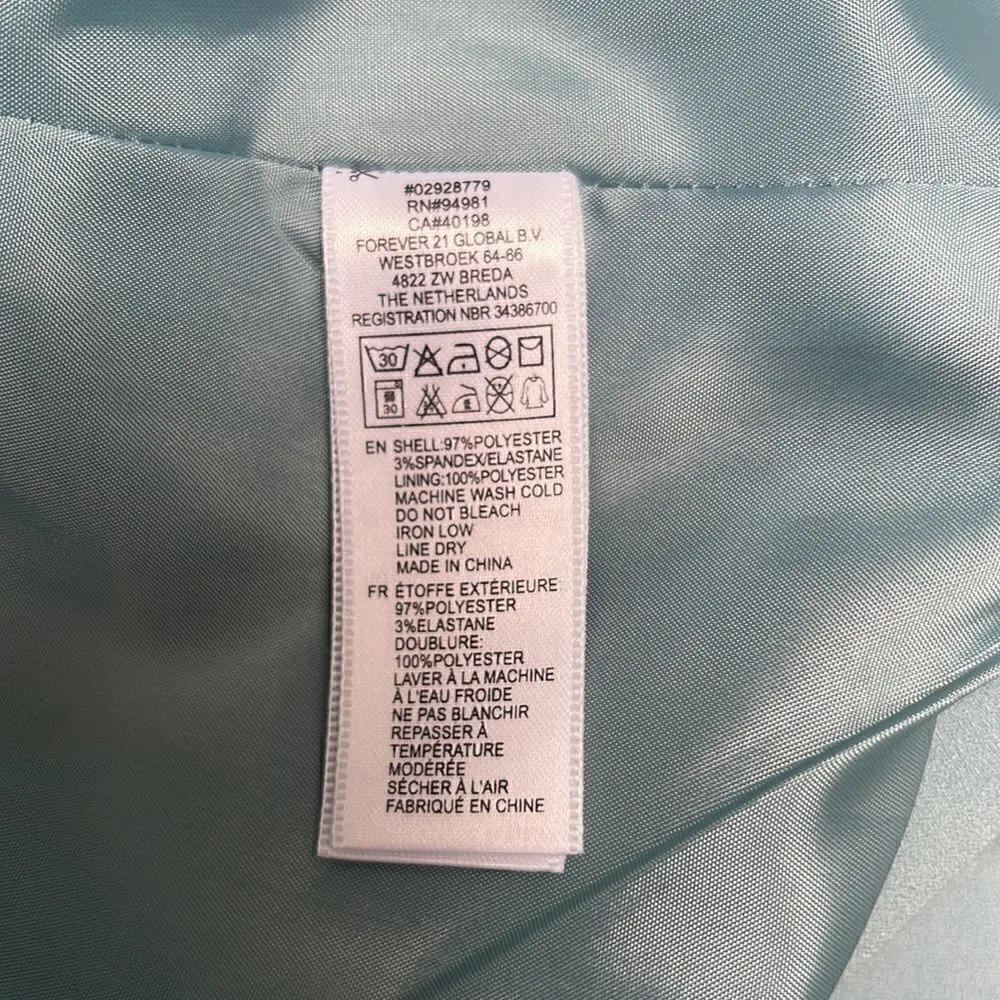 #02928779
RN#94981
CA#40198
FOREVER 21 GLOBAL B.V.
WESTBROEK 64-66
4822 ZW BREDA
THE NETHERLANDS
REGISTRATION NBR 34386700
30
30
EN SHELL:97%POLYESTER
3%SPANDEX/ELASTANE
LINING:100%POLYESTER
MACHINE WASH COLD
DO NOT BLEACH
IRON LOW
LINE DRY
MADE IN CHINA
FR ÉTOFFE EXTÉRIEURE:
97%POLYESTER
3%ELASTANE
DOUBLURE:
100%POLYESTER
LAVER À LA MACHINE
À L'EAU FROIDE
NE PAS BLANCHIR
REPASSER À
TEMPÉRATURE
MODÉRÉE
SÉCHER À L'AIR
FABRIQUÉ EN CHINE